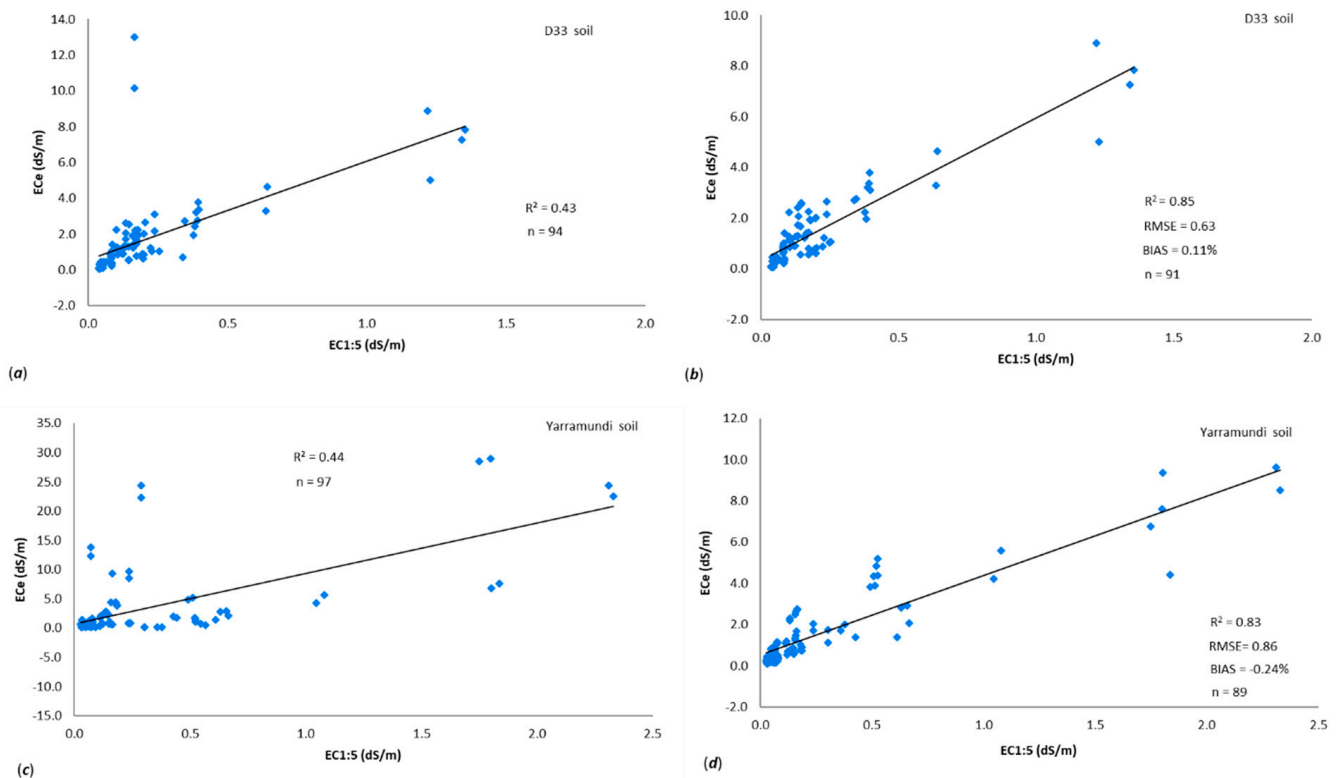 14.0
12.0
10.0
8.0
6.0
4.0
2.0
0.0
-2.0
ECe (dS/m)
D33 soil
R² = 0.43
n = 94
0.0 0.5 1.0 1.5 2.0
EC1:5 (dS/m)
(a)
10.0
8.0
6.0
4.0
2.0
0.0
-2.0
ECe (dS/m)
D33 soil
R² = 0.85
RMSE = 0.63
BIAS = 0.11%
n = 91
0.0 0.5 1.0 1.5 2.0
EC1:5 (dS/m)
(b)
35.0
30.0
25.0
20.0
15.0
10.0
5.0
0.0
-5.0
-10.0
-15.0
ECe (dS/m)
Yarramundi soil
R² = 0.44
n = 97
0.0 0.5 1.0 1.5 2.0 2.5
EC1:5 (dS/m)
(c)
12.0
10.0
8.0
6.0
4.0
2.0
0.0
-2.0
ECe (dS/m)
Yarramundi soil
R² = 0.83
RMSE= 0.86
BIAS = -0.24%
n = 89
0.0 0.5 1.0 1.5 2.0 2.5
EC1:5 (dS/m)
(d)